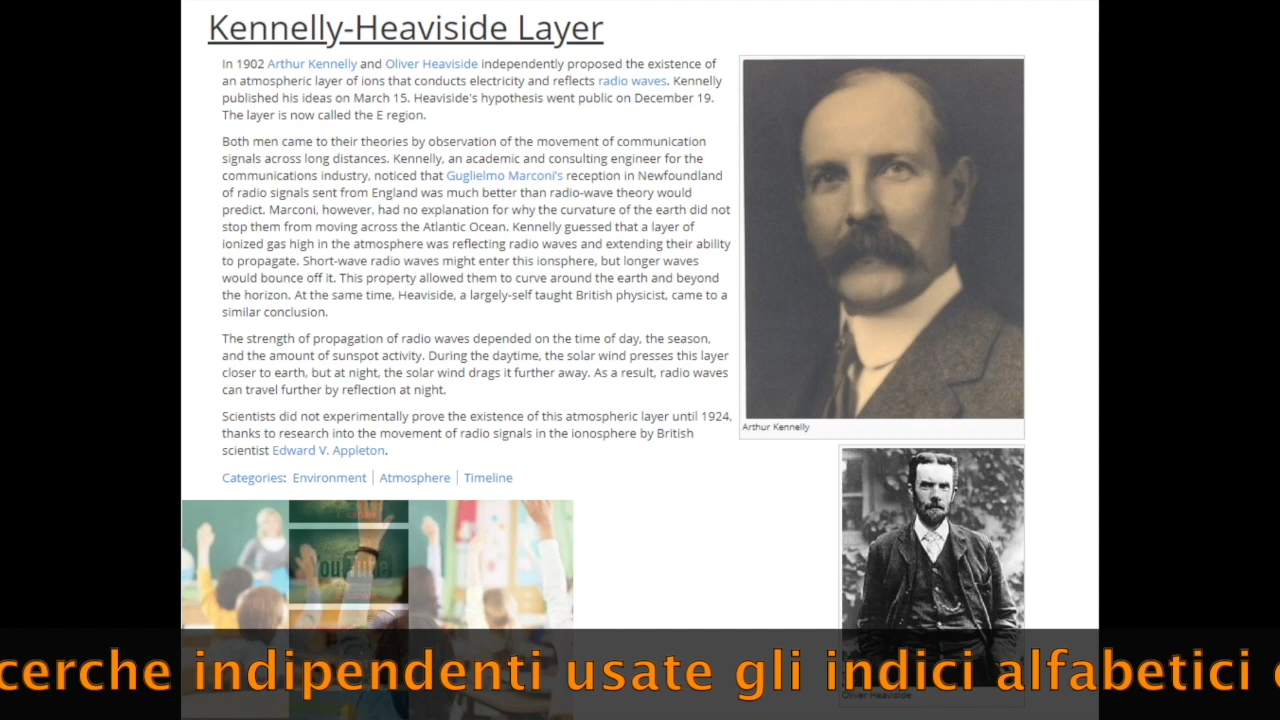 Kennelly-Heaviside Layer
In 1902 Arthur Kennelly and Oliver Heaviside independently proposed the existence of
an atmospheric layer of ions that conducts electricity and reflects radio waves. Kennelly
published his ideas on March 15. Heaviside's hypothesis went public on December 19.
The layer is now called the E region.
Both men came to their theories by observation of the movement of communication
signals across long distances. Kennelly, an academic and consulting engineer for the
communications industry, noticed that Guglielmo Marconi's reception in Newfoundland
of radio signals sent from England was much better than radio-wave theory would
predict. Marconi, however, had no explanation for why the curvature of the earth did not
stop them from moving across the Atlantic Ocean. Kennelly guessed that a layer of
ionized gas high in the atmosphere was reflecting radio waves and extending their ability
to propagate. Short-wave radio waves might enter this ionsphere, but longer waves
would bounce off it. This property allowed them to curve around the earth and beyond
the horizon. At the same time, Heaviside, a largely-self taught British physicist, came to a
similar conclusion.
The strength of propagation of radio waves depended on the time of day, the season,
and the amount of sunspot activity. During the daytime, the solar wind presses this layer
closer to earth, but at night, the solar wind drags it further away. As a result, radio waves
can travel further by reflection at night.
Scientists did not experimentally prove the existence of this atmospheric layer until 1924,
thanks to research into the movement of radio signals in the ionosphere by British
scientist Edward V. Appleton.
Categories: Environment | Atmosphere | Timeline
Arthur Kennelly
YouTube
Oliver Heaviside
cerche indipendenti usate gli indici alfabetici